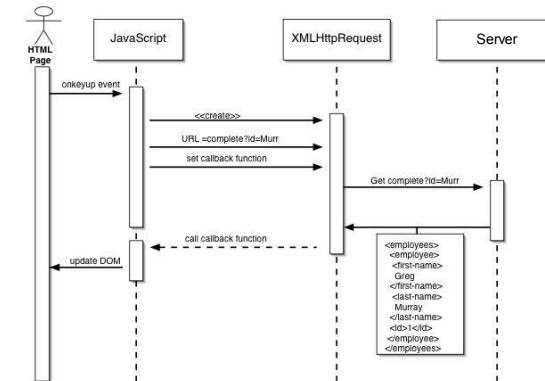 HTML
Page
JavaScript
XMLHttpRequest
Server
onkeyup event
<<create>>
URL =complete?id=Murr
set callback function
Get complete?id=Murr
call callback function
update DOM
<employees>
<employee>
<first-name>
Greg
</first-name>
<last-name>
Murray
</last-name>
<id>1</id>
</employee>
</employees>